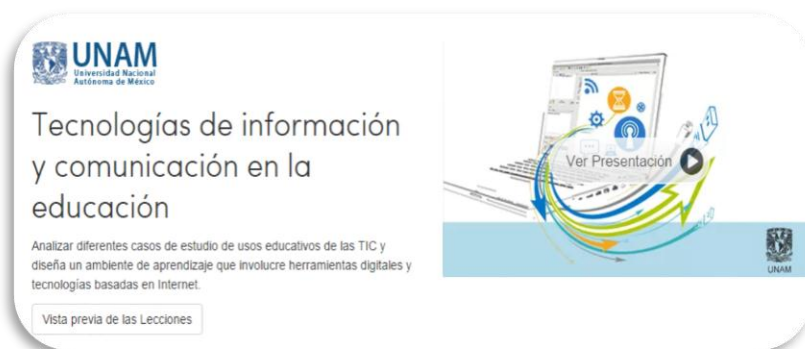 UNAM
Universidad Nacional
Autónoma de México
Tecnologías de información
y comunicación en la
educación
Analizar diferentes casos de estudio de usos educativos de las TIC y
diseña un ambiente de aprendizaje que involucre herramientas digitales y
tecnologías basadas en Internet.
Vista previa de las Lecciones
Ver Presentación
UNAM